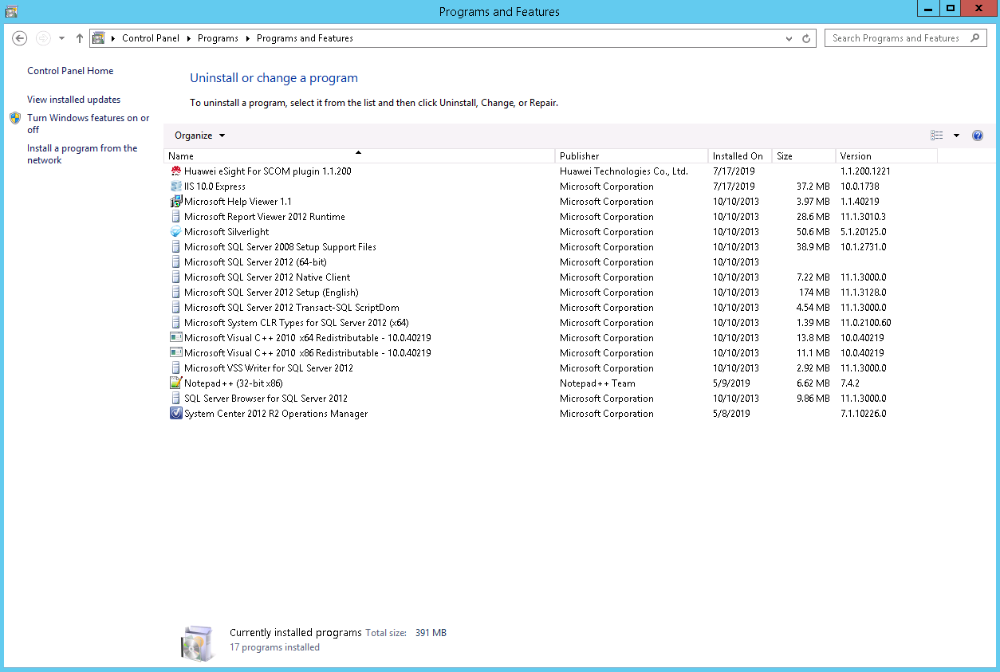 Programs and Features
Control Panel Programs Programs and Features
Search Programs and Features
Control Panel Home
View installed updates
Turn Windows features on or
off
Install a program from the
network
Uninstall or change a program
To uninstall a program, select it from the list and then click Uninstall, Change, or Repair.
Organize
Name Publisher Installed On Size Version
Huawei eSight For SCOM plugin 1.1.200 Huawei Technologies Co., Ltd. 7/17/2019 1.1.200.1221
IIS 10.0 Express Microsoft Corporation 7/17/2019 37.2 MB 10.0.1738
Microsoft Help Viewer 1.1 Microsoft Corporation 10/10/2013 3.97 MB 1.1.40219
Microsoft Report Viewer 2012 Runtime Microsoft Corporation 10/10/2013 28.6 MB 11.1.3010.3
Microsoft Silverlight Microsoft Corporation 10/10/2013 50.6 MB 5.1.20125.0
Microsoft SQL Server 2008 Setup Support Files Microsoft Corporation 10/10/2013 38.9 MB 10.1.2731.0
Microsoft SQL Server 2012 (64-bit) Microsoft Corporation 10/10/2013
Microsoft SQL Server 2012 Native Client Microsoft Corporation 10/10/2013 7.22 MB 11.1.3000.0
Microsoft SQL Server 2012 Setup (English) Microsoft Corporation 10/10/2013 174 MB 11.1.3128.0
Microsoft SQL Server 2012 Transact-SQL ScriptDom Microsoft Corporation 10/10/2013 4.54 MB 11.1.3000.0
Microsoft System CLR Types for SQL Server 2012 (x64) Microsoft Corporation 10/10/2013 1.39 MB 11.0.2100.60
Microsoft Visual C++ 2010 x64 Redistributable - 10.0.40219 Microsoft Corporation 10/10/2013 13.8 MB 10.0.40219
Microsoft Visual C++ 2010 x86 Redistributable - 10.0.40219 Microsoft Corporation 10/10/2013 11.1 MB 10.0.40219
Microsoft VSS Writer for SQL Server 2012 Microsoft Corporation 10/10/2013 2.92 MB 11.1.3000.0
Notepad++ (32-bit x86) Notepad++ Team 5/9/2019 6.62 MB 7.4.2
SQL Server Browser for SQL Server 2012 Microsoft Corporation 10/10/2013 9.86 MB 11.1.3000.0
System Center 2012 R2 Operations Manager Microsoft Corporation 5/8/2019 7.1.10226.0
Currently installed programs Total size: 391 MB
17 programs installed